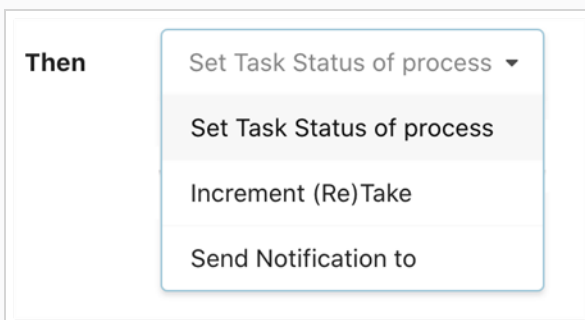 Then
Set Task Status of process
Set Task Status of process
Increment (Re)Take
Send Notification to